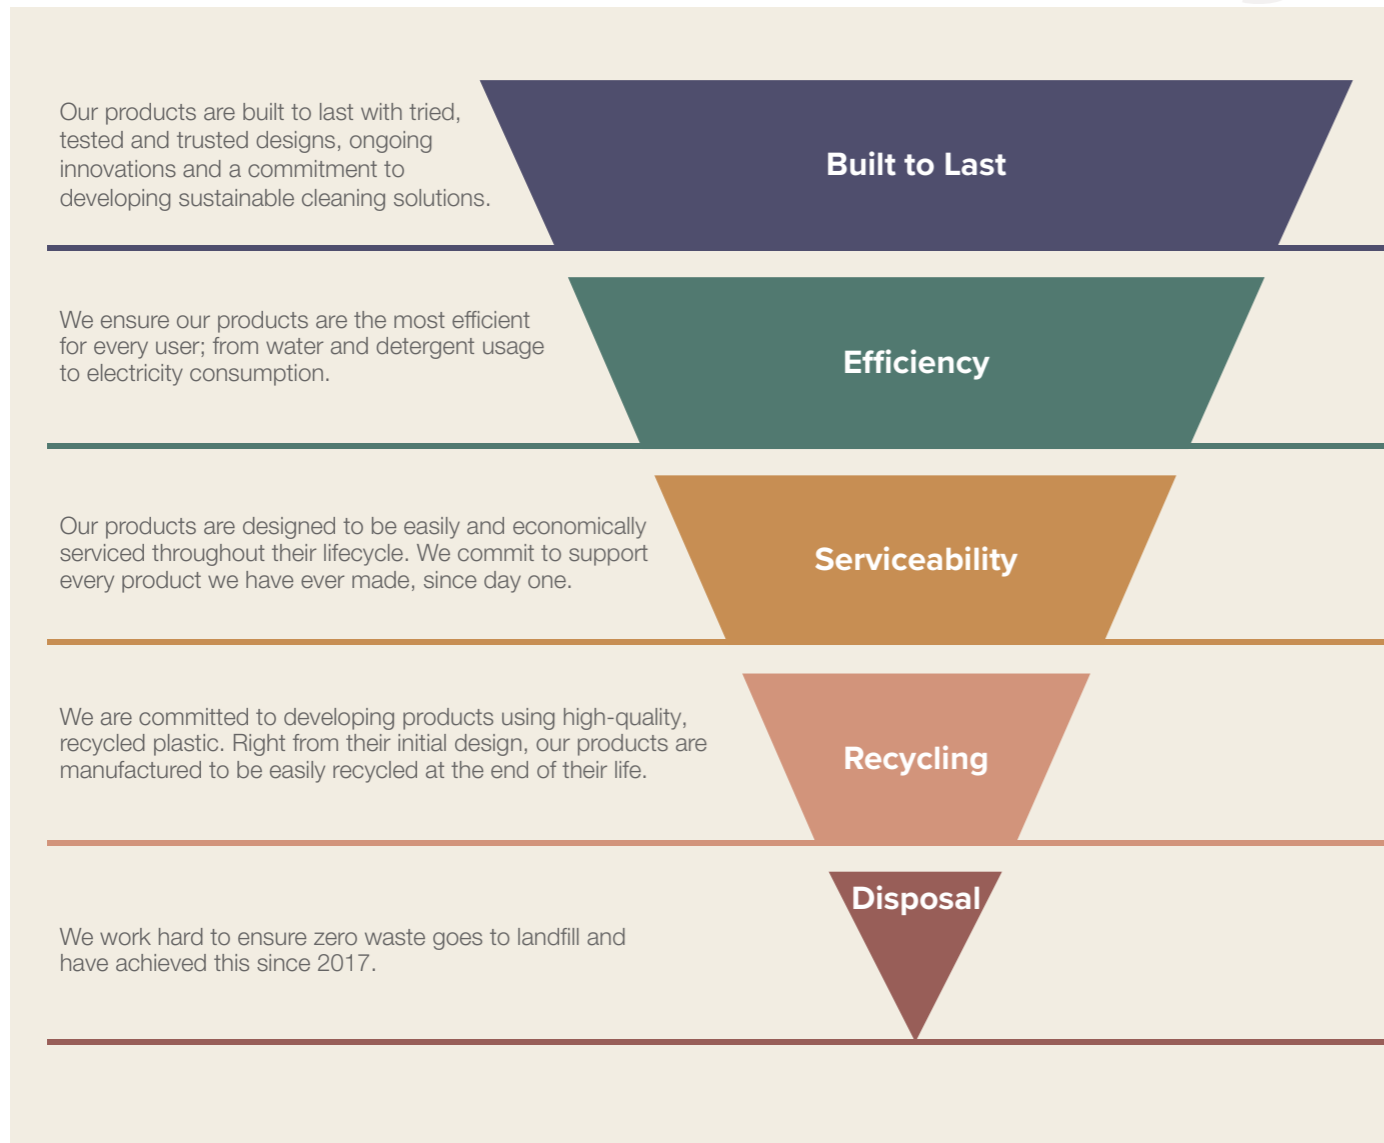 Our products are built to last with tried,
tested and trusted designs, ongoing
innovations and a commitment to
developing sustainable cleaning solutions.
Built to Last
We ensure our products are the most efficient
for every user; from water and detergent usage
to electricity consumption.
Efficiency
Our products are designed to be easily and economically
serviced throughout their lifecycle. We commit to support
every product we have ever made, since day one.
Serviceability
We are committed to developing products using high-quality,
recycled plastic. Right from their initial design, our products are
manufactured to be easily recycled at the end of their life.
Recycling
Disposal
We work hard to ensure zero waste goes to landfill and
have achieved this since 2017.